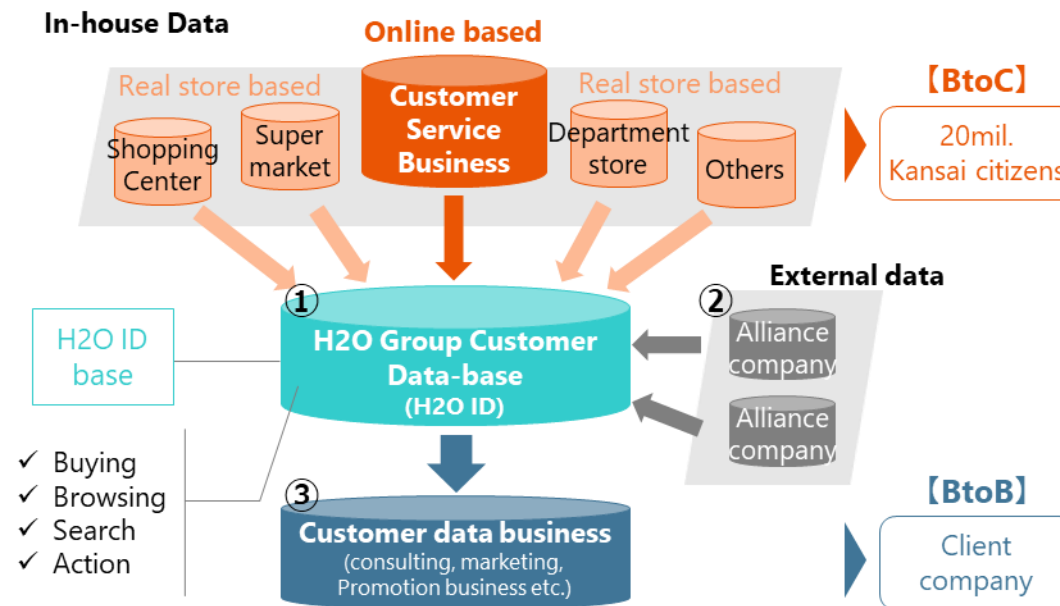 In-house Data
Online based
Real store based
Real store based
Customer
Service
Business
Shopping
Center
Super
market
Department
store
Others
【BtoC】
20mil.
Kansai citizens
①
H2O Group Customer
Data-base
(H2O ID)
H2O ID
base
External data
②
Alliance
company
Alliance
company
✓ Buying
✓ Browsing
✓ Search
✓ Action
③
Customer data business
(consulting, marketing,
Promotion business etc.)
【BtoB】
Client
company